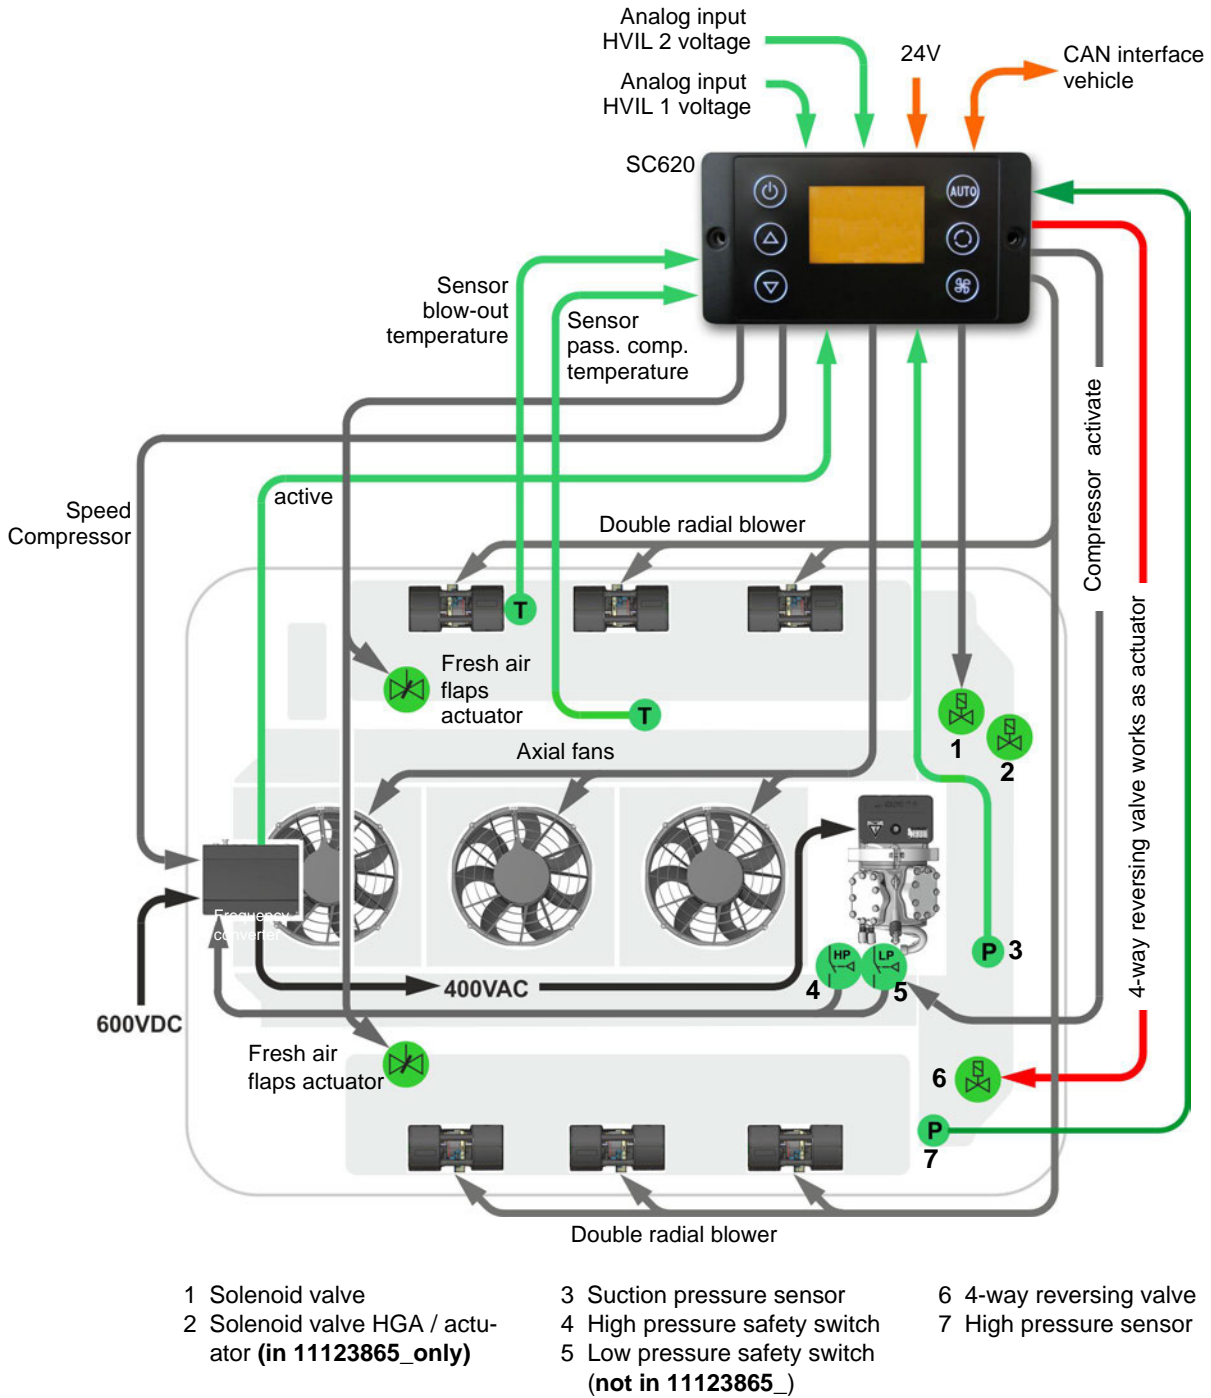 Analog input
HVIL 2 voltage
24V
CAN interface
vehicle
Analog input
HVIL 1 voltage
SC620
AUTO
Sensor
blow-out
temperature
Sensor
pass. comp.
temperature
Compressor activate
active
Speed
Compressor
Double radial blower
T
4-way reversing valve works as actuator
Fresh air
flaps
actuator
T
1
2
Axial fans
Frequency
converter
HP
LP
P 3
4
5
400VAC
600VDC
Fresh air
flaps actuator
6
P
7
Double radial blower
1 Solenoid valve
2 Solenoid valve HGA / actu-
ator (in 11123865_only)
3 Suction pressure sensor
4 High pressure safety switch
5 Low pressure safety switch
(not in 11123865_)
6 4-way reversing valve
7 High pressure sensor